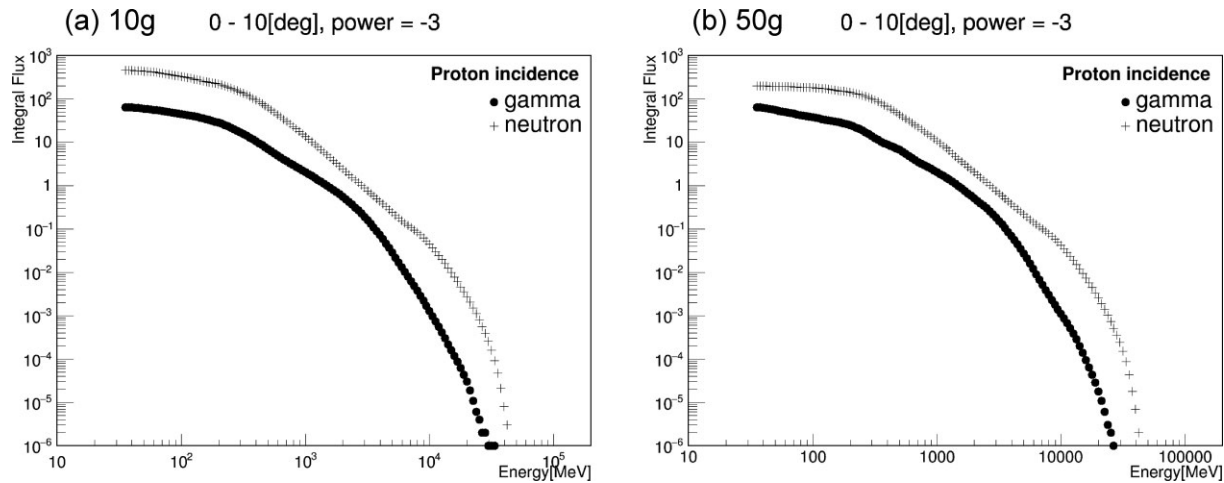 (a) 10g 0 - 10[deg], power = -3
Integral Flux
10³
10²
10
1
10⁻¹
10⁻²
10⁻³
10⁻⁴
10⁻⁵
10⁻⁶
Proton incidence
gamma
neutron
10 10² 10³ 10⁴ 10⁵
Energy[MeV]
(b) 50g 0 - 10[deg], power = -3
Integral Flux
10³
10²
10
1
10⁻¹
10⁻²
10⁻³
10⁻⁴
10⁻⁵
10⁻⁶
Proton incidence
gamma
neutron
10 100 1000 10000 100000
Energy[MeV]